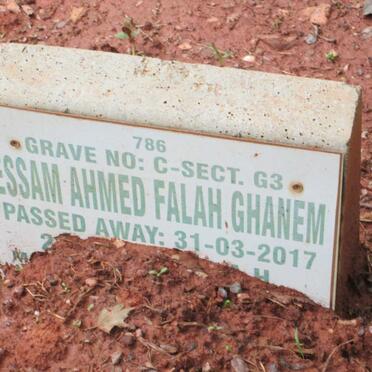 786
GRAVE NO: C-SECT. G3
ESSAM AHMED FALAH GHANEM
PASSED AWAY: 31-03-2017